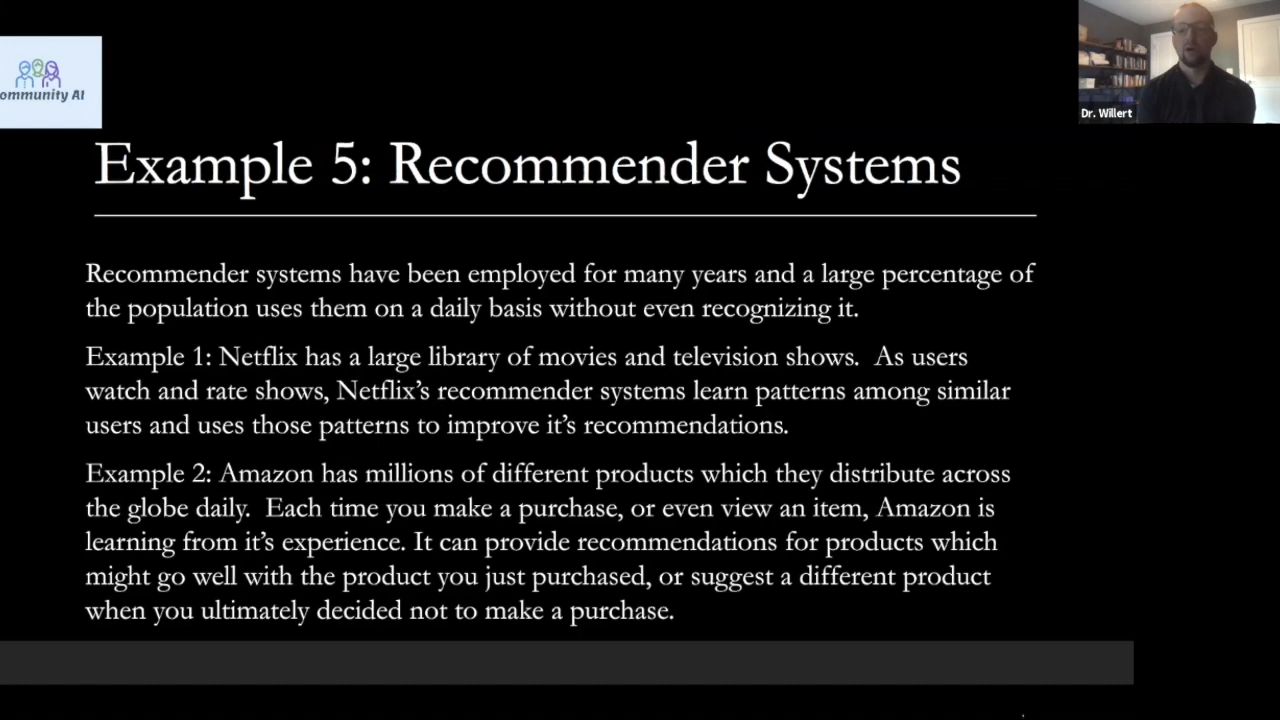 ommunity AI
Dr. Willert
Example 5: Recommender Systems
Recommender systems have been employed for many years and a large percentage of
the population uses them on a daily basis without even recognizing it.
Example 1: Netflix has a large library of movies and television shows.  As users
watch and rate shows, Netflix’s recommender systems learn patterns among similar
users and uses those patterns to improve it’s recommendations.
Example 2: Amazon has millions of different products which they distribute across
the globe daily.  Each time you make a purchase, or even view an item, Amazon is
learning from it’s experience. It can provide recommendations for products which
might go well with the product you just purchased, or suggest a different product
when you ultimately decided not to make a purchase.